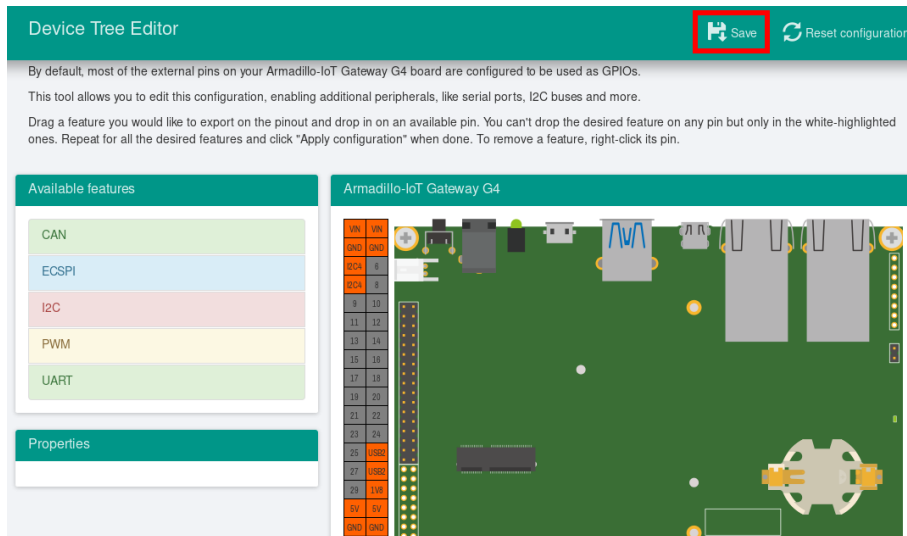 Device Tree Editor
Save
Reset configuration
By default, most of the external pins on your Armadillo-IoT Gateway G4 board are configured to be used as GPIOs.
This tool allows you to edit this configuration, enabling additional peripherals, like serial ports, I2C buses and more.
Drag a feature you would like to export on the pinout and drop in on an available pin. You can't drop the desired feature on any pin but only in the white-highlighted
ones. Repeat for all the desired features and click "Apply configuration" when done. To remove a feature, right-click its pin.
Available features
CAN
ECSPI
I2C
PWM
UART
Properties
Armadillo-IoT Gateway G4
VIN VIN
GND GND
I2C4 6
I2C4 8
9 10
11 12
13 14
15 16
17 18
19 20
21 22
23 24
25 USB2
27 USB2
29 1V8
5V 5V
GND GND